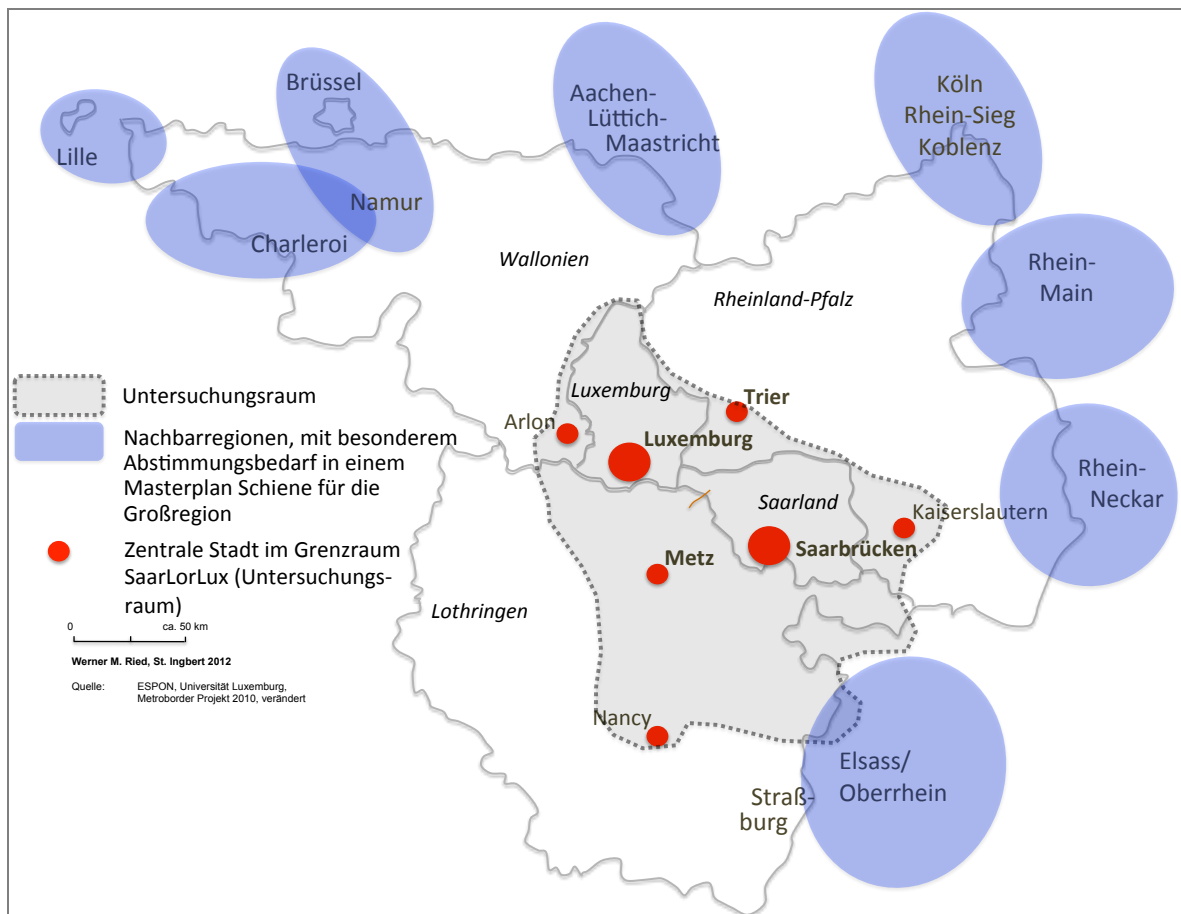 Brüssel
Lille
Namur
Charleroi
Aachen-
Lüttich-
Maastricht
Köln
Rhein-Sieg
Koblenz
Rhein-
Main
Wallonien
Rheinland-Pfalz
Luxemburg
Trier
Arlon
Luxemburg
Rhein-
Neckar
Saarland
Kaiserslautern
Saarbrücken
Metz
Lothringen
Nancy
Elsass/
Oberrhein
Straß-
burg
Untersuchungsraum
Nachbarregionen, mit besonderem
Abstimmungsbedarf in einem
Masterplan Schiene für die
Großregion
Zentrale Stadt im Grenzraum
SaarLorLux (Untersuchungs-
raum)
0 ca. 50 km
Werner M. Ried, St. Ingbert 2012
Quelle: ESPON, Universität Luxemburg,
Metroborder Projekt 2010, verändert